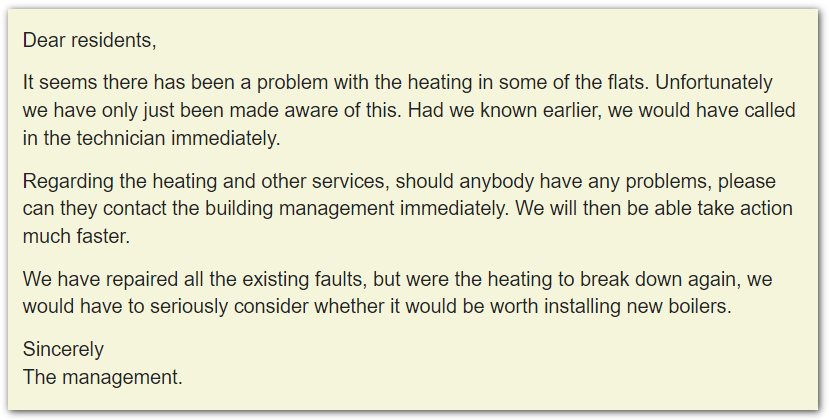 Dear residents,
It seems there has been a problem with the heating in some of the flats. Unfortunately
we have only just been made aware of this. Had we known earlier, we would have called
in the technician immediately.
Regarding the heating and other services, should anybody have any problems, please
can they contact the building management immediately. We will then be able take action
much faster.
We have repaired all the existing faults, but were the heating to break down again, we
would have to seriously consider whether it would be worth installing new boilers.
Sincerely
The management.